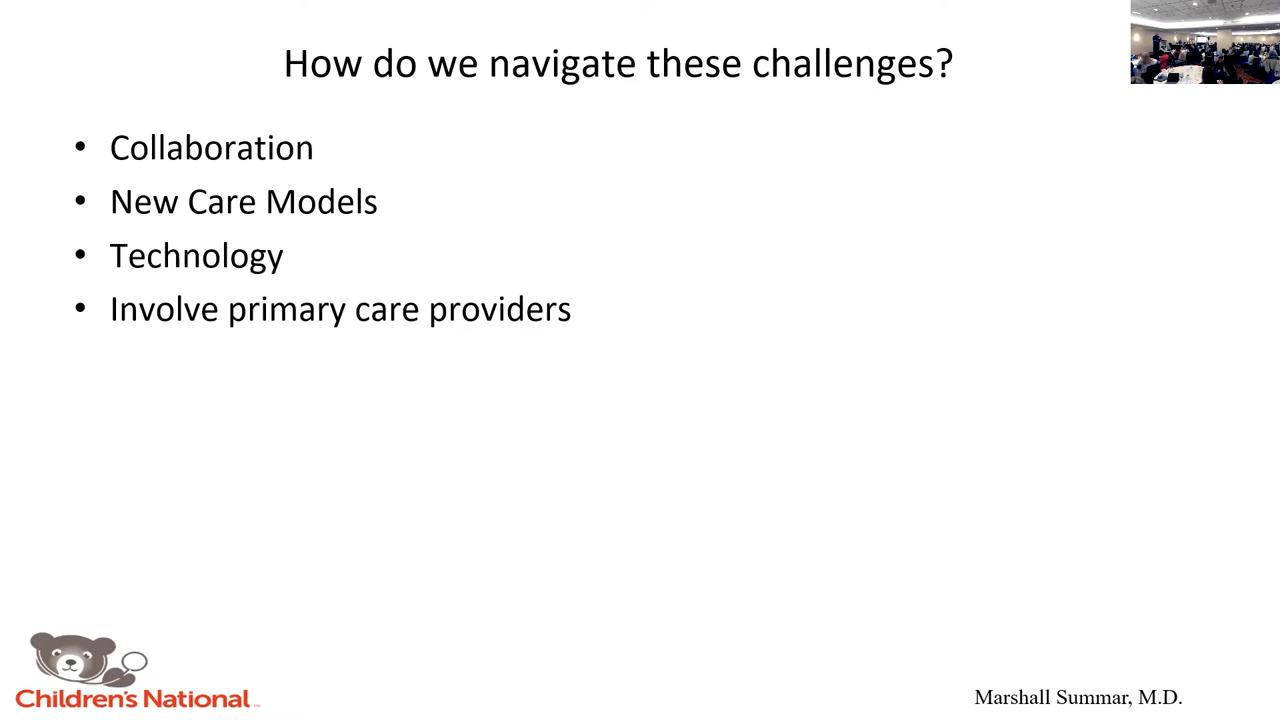 How do we navigate these challenges?
• Collaboration
• New Care Models
• Technology
• Involve primary care providers
Children's National
Marshall Summar, M.D.